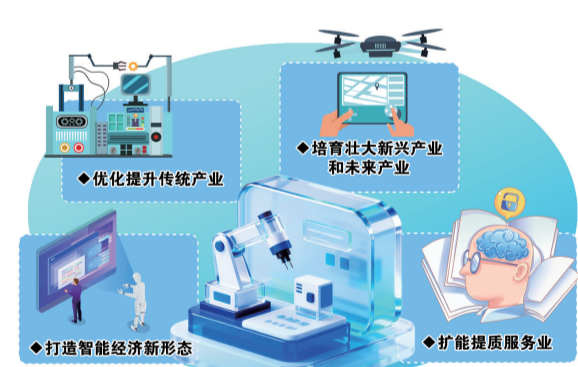 ◆优化提升传统产业
◆培育壮大新兴产业
和未来产业
◆打造智能经济新形态
◆扩能提质服务业